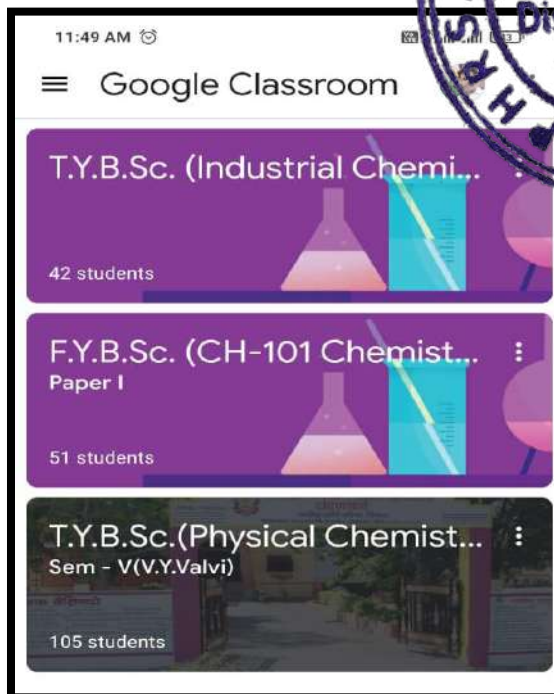 11:49 AM
Dis
Google Classroom
T.Y.B.Sc. (Industrial Chemi...
42 students
F.Y.B.Sc. (CH-101 Chemist...
Paper I
51 students
T.Y.B.Sc.(Physical Chemist...
Sem - V(V.Y.Valvi)
105 students